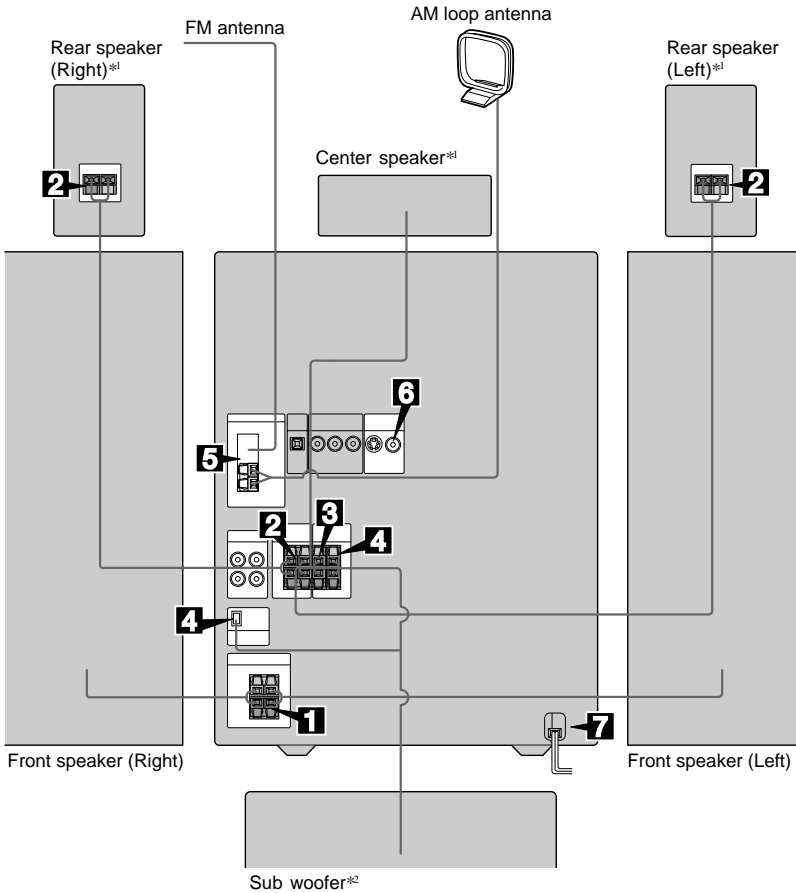 AM loop antenna
FM antenna
Rear speaker
(Right)*1
Rear speaker
(Left)*1
Center speaker*1
2
2
6
5
2
3
4
4
1
7
Front speaker (Right)
Front speaker (Left)
Sub woofer*2